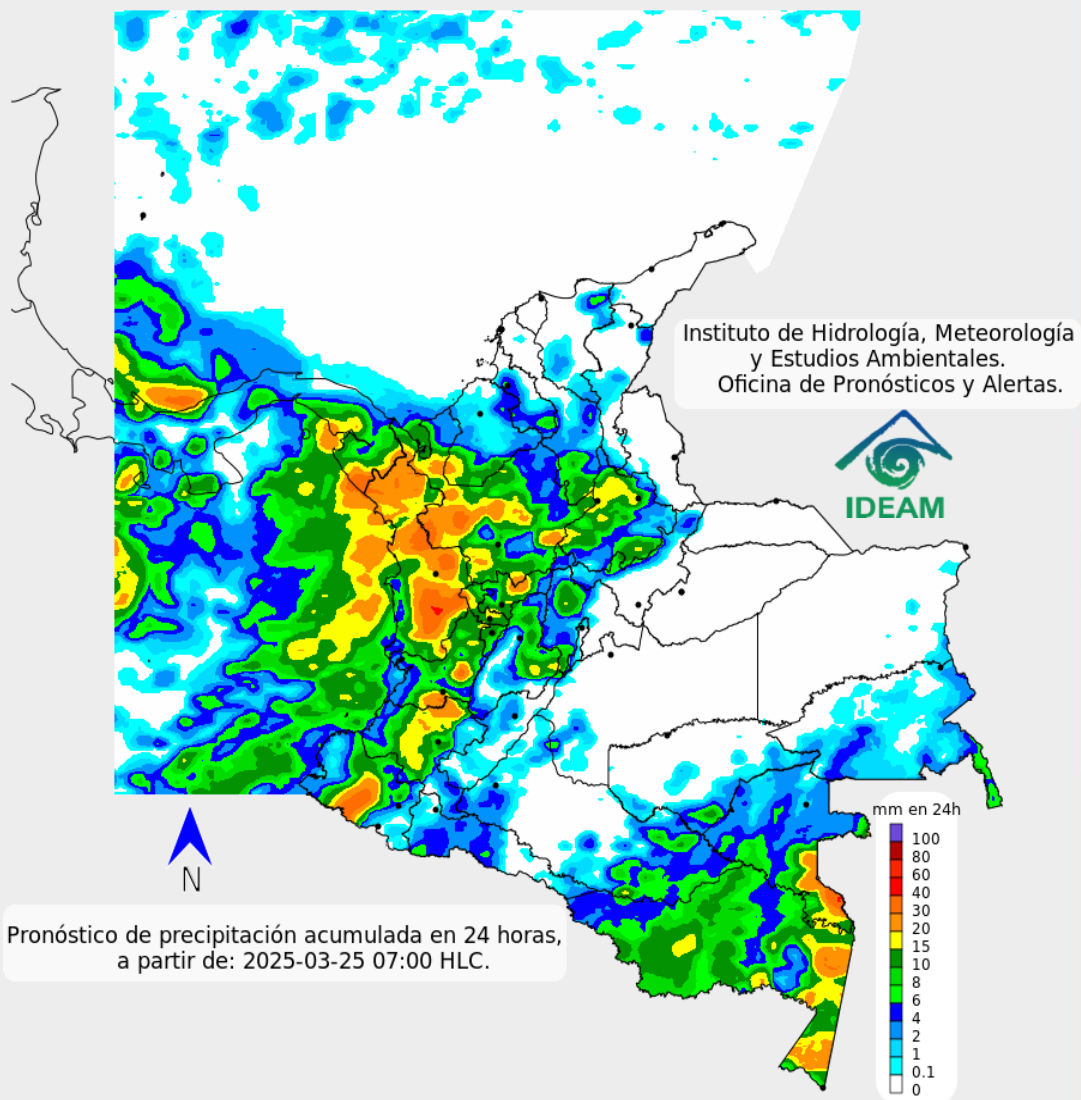 Instituto de Hidrología, Meteorología
y Estudios Ambientales.
Oficina de Pronósticos y Alertas.
IDEAM
mm en 24h
100
80
60
40
30
20
15
10
8
6
4
2
1
0.1
0
N
Pronóstico de precipitación acumulada en 24 horas,
a partir de: 2025-03-25 07:00 HLC.